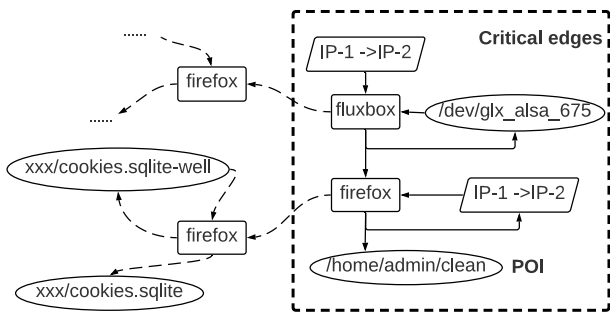 ......
Critical edges
IP-1 ->IP-2
firefox
fluxbox
/dev/glx_alsa_675
......
xxx/cookies.sqlite-well
firefox
IP-1 ->IP-2
firefox
/home/admin/clean
POI
xxx/cookies.sqlite